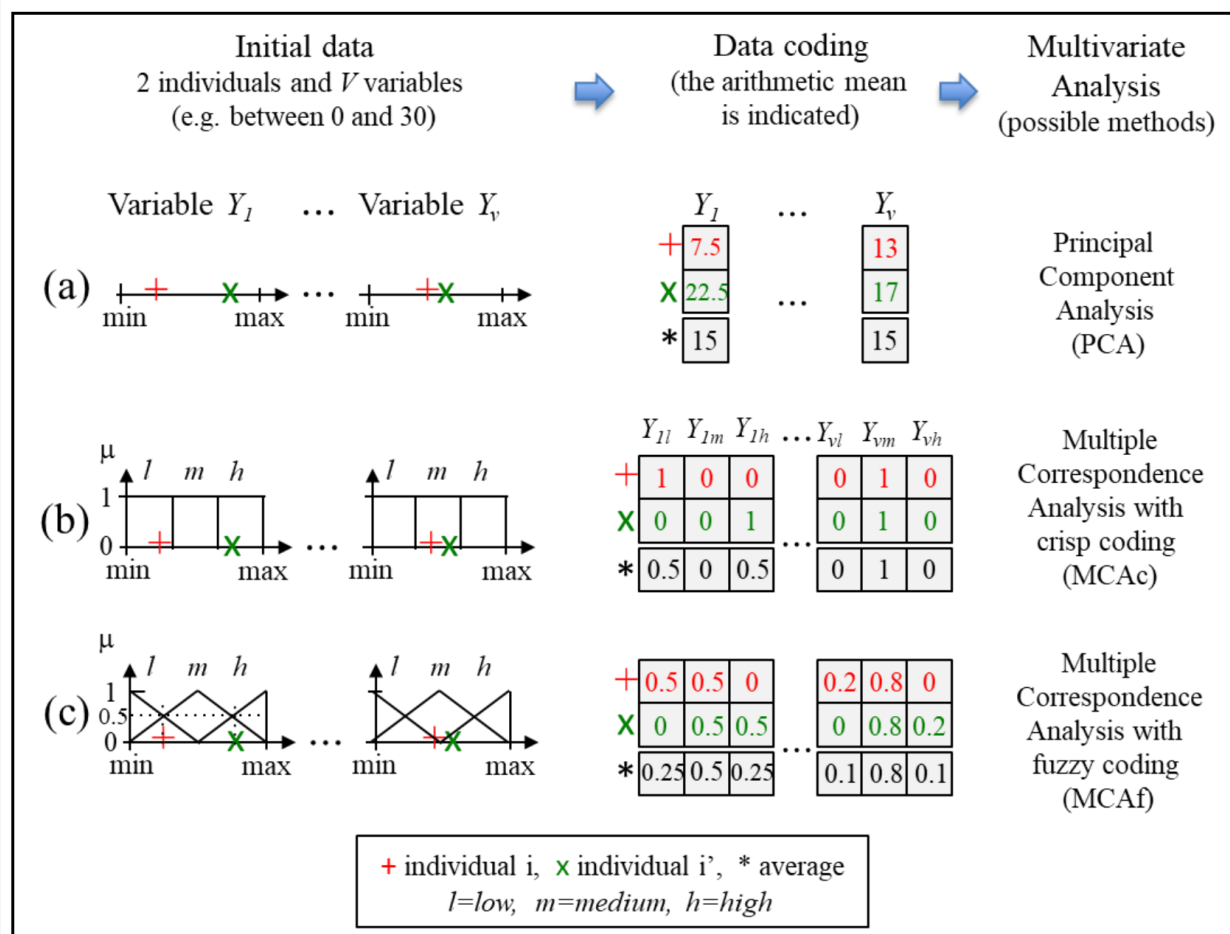 Initial data
2 individuals and V variables
(e.g. between 0 and 30)
Data coding
(the arithmetic mean
is indicated)
Multivariate
Analysis
(possible methods)
Variable Y1 … Variable Yv
Y1 … Yv
(a)
min max … min max
+ 7.5 13
x 22.5 … 17
* 15 15
Principal
Component
Analysis
(PCA)
(b)
μ
l m h l m h
1
0
min max … min max
Y1l Y1m Y1h … Yvl Yvm Yvh
+ 1 0 0 0 1 0
x 0 0 1 0 1 0
…
* 0.5 0 0.5 0 1 0
Multiple
Correspondence
Analysis with
crisp coding
(MCAc)
(c)
μ
l m h l m h
1
0.5
0
min max … min max
+ 0.5 0.5 0 0.2 0.8 0
x 0 0.5 0.5 0 0.8 0.2
…
* 0.25 0.5 0.25 0.1 0.8 0.1
Multiple
Correspondence
Analysis with
fuzzy coding
(MCAf)
+ individual i, x individual i’, * average
l=low, m=medium, h=high